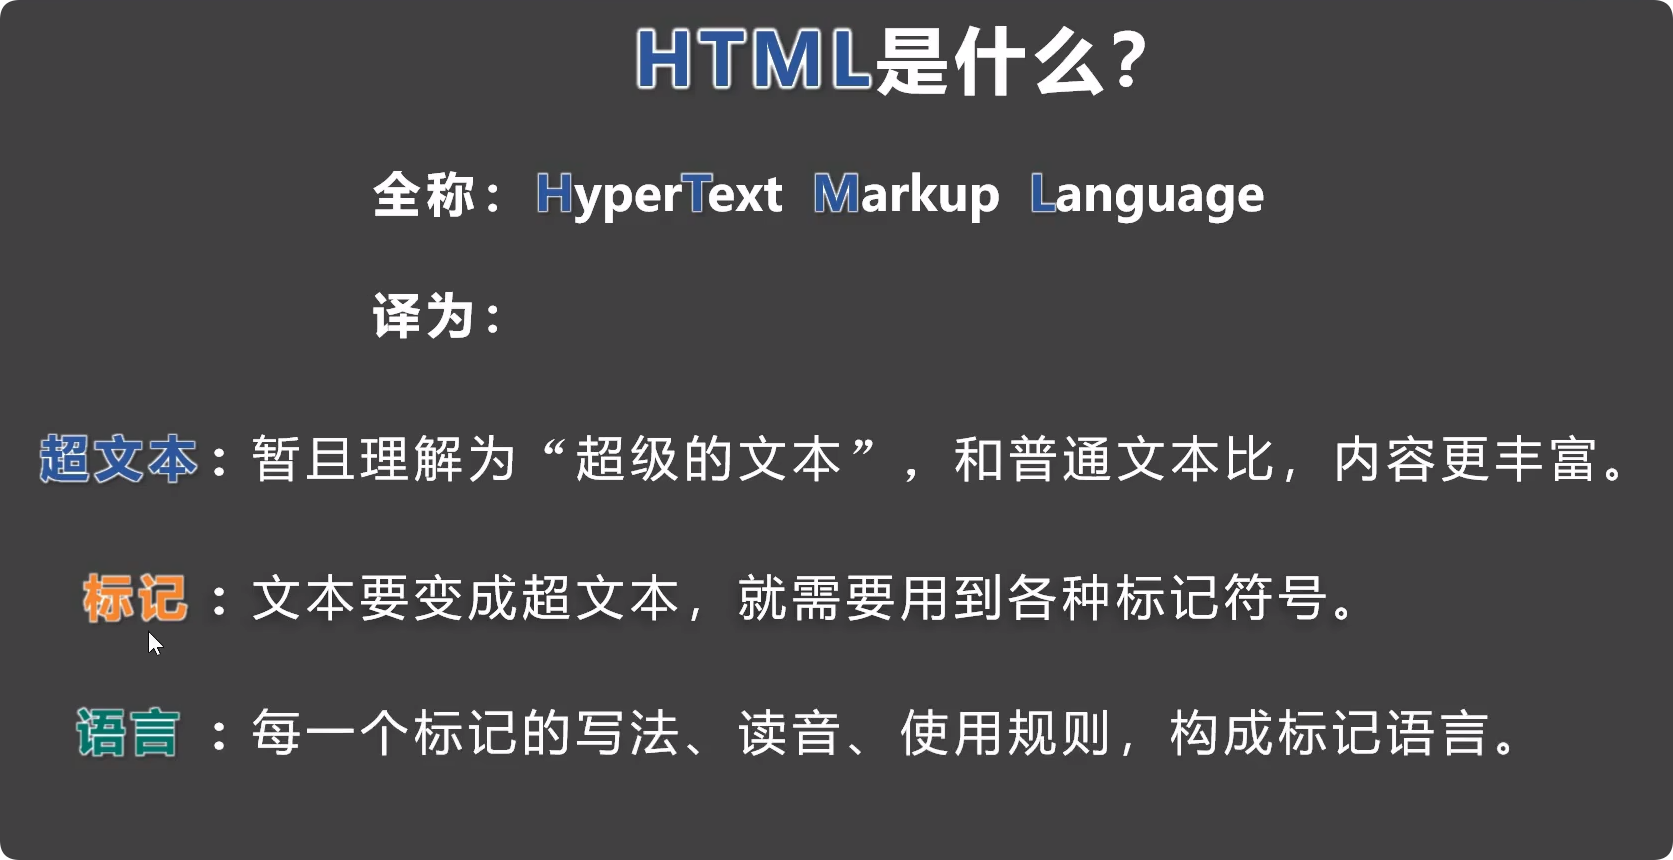 HTML是什么？
全称：HyperText Markup Language
译为：
超文本：暂且理解为“超级的文本”，和普通文本比，内容更丰富。
标记：文本要变成超文本，就需要用到各种标记符号。
语言：每一个标记的写法、读音、使用规则，构成标记语言。